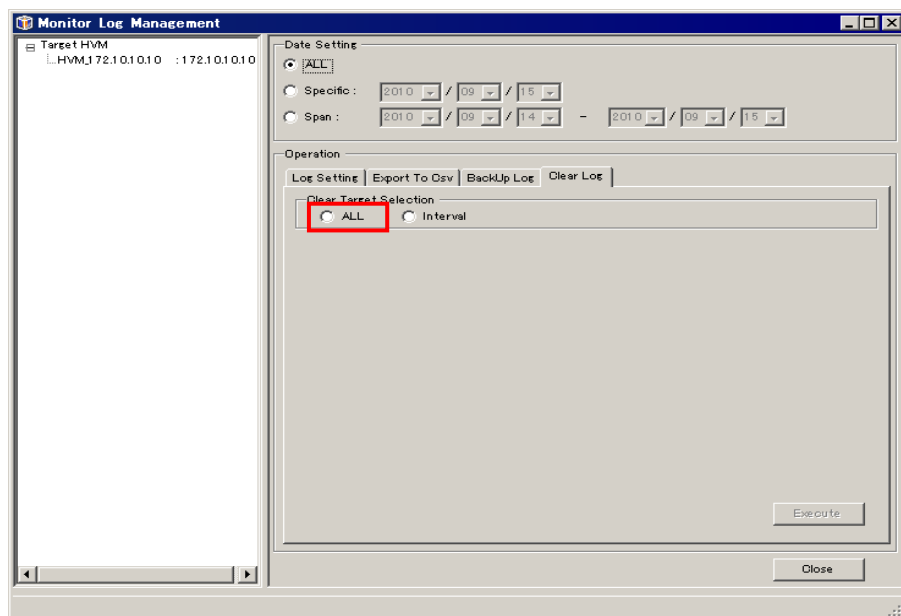 Monitor Log Management
Target HVM
HVM_172.10.10.10 :172.10.10.10
Date Setting
ALL
Specific : 2010 / 09 / 15
Span : 2010 / 09 / 14 - 2010 / 09 / 15
Operation
Log Setting Export To Csv BackUp Log Clear Log
Clear Target Selection
ALL Interval
Execute
Close